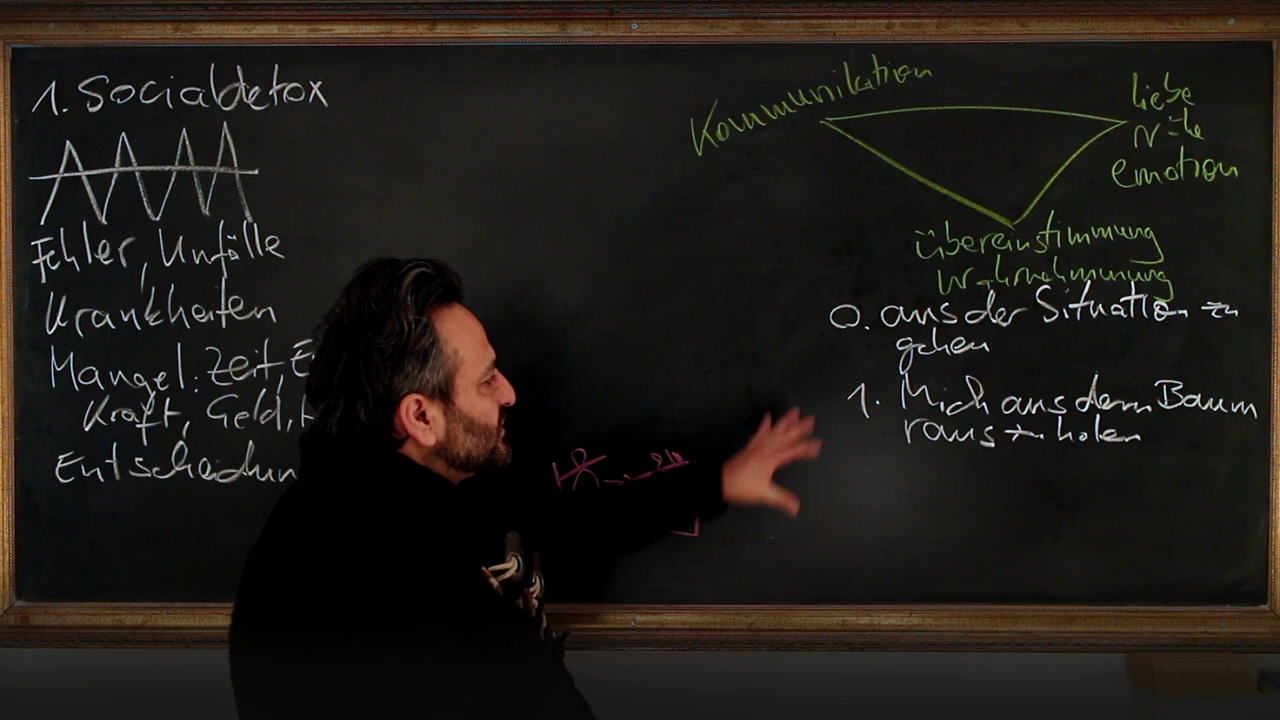 1. Socialdetox
Fehler, Unfälle
Krankheiten
Mangel: Zeit, E
Kraft, Geld,
Entscheidun
Kommunikation
liebe
Nähe
emotion
übereinstimmung
Wahrnehmunung
0. aus der Situation zu
gehen
1. Mich aus dem Baum
raus zu holen